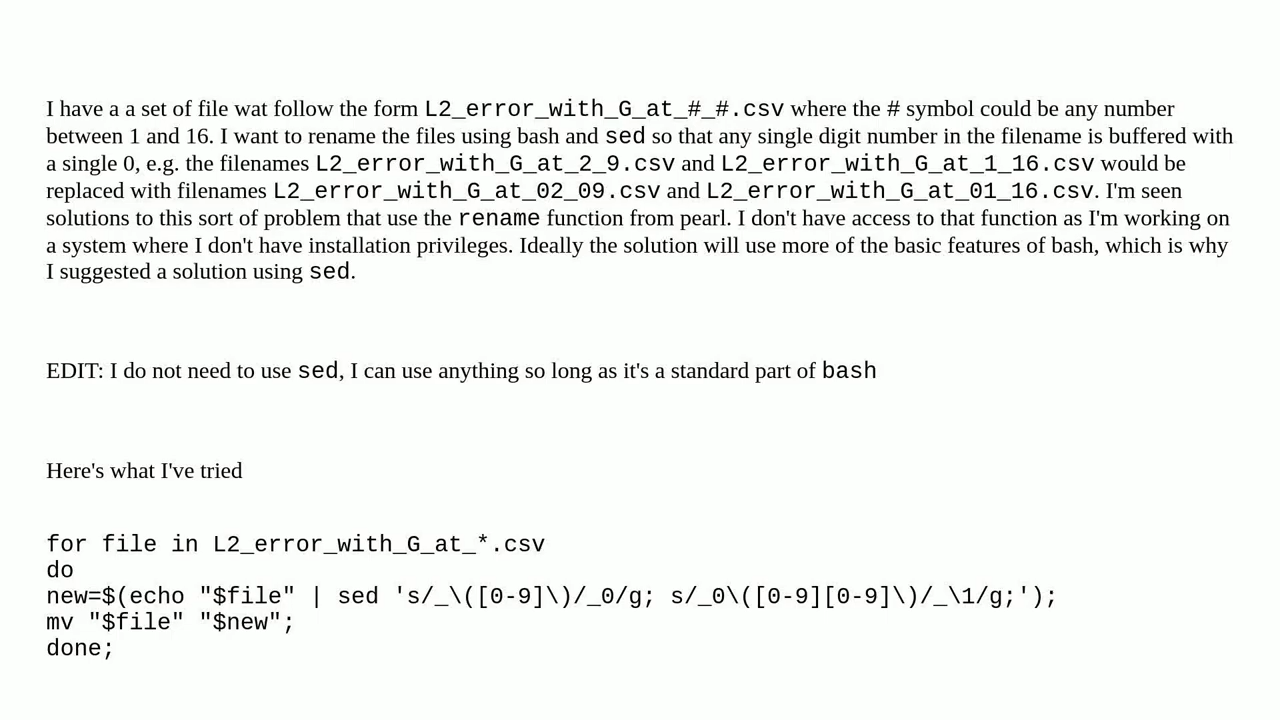 I have a a set of file wat follow the form L2_error_with_G_at_#_#.csv where the # symbol could be any number
between 1 and 16. I want to rename the files using bash and sed so that any single digit number in the filename is buffered with
a single 0, e.g. the filenames L2_error_with_G_at_2_9.csv and L2_error_with_G_at_1_16.csv would be
replaced with filenames L2_error_with_G_at_02_09.csv and L2_error_with_G_at_01_16.csv. I'm seen
solutions to this sort of problem that use the rename function from pearl. I don't have access to that function as I'm working on
a system where I don't have installation privileges. Ideally the solution will use more of the basic features of bash, which is why
I suggested a solution using sed.
EDIT: I do not need to use sed, I can use anything so long as it's a standard part of bash
Here's what I've tried
for file in L2_error_with_G_at_*.csv
do
new=$(echo "$file" | sed 's/_\([0-9]\)/_0/g; s/_0\([0-9][0-9]\)/_\1/g;');
mv "$file" "$new";
done;